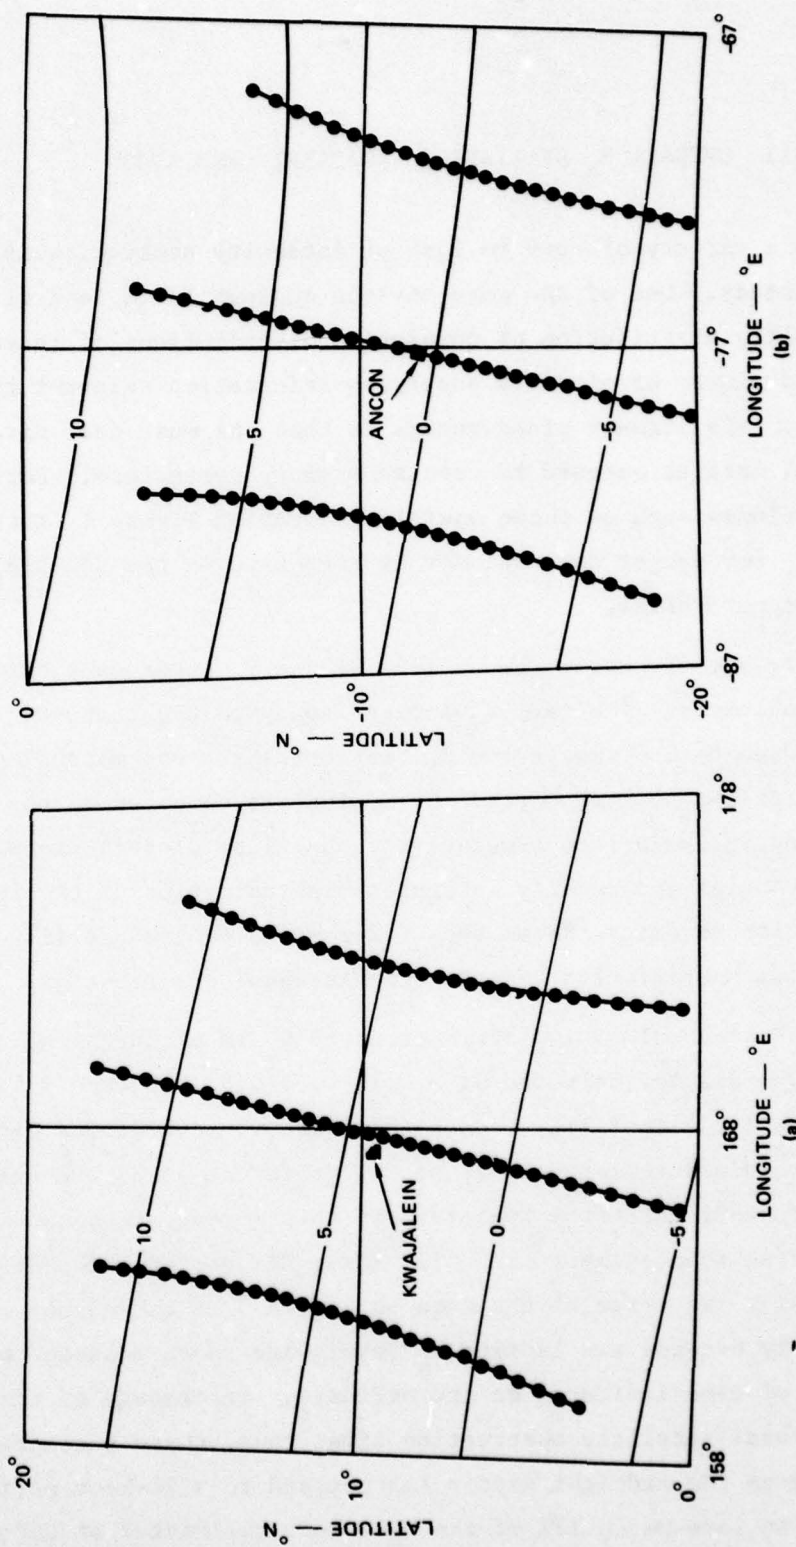 20°
10°
0°
LATITUDE — °N
10
5
KWAJALEIN
0
-5
158°
168°
178°
LONGITUDE — °E
(a)
0°
-10°
-20°
LATITUDE — °N
10
5
ANCON
0
-5
-87°
-77°
-67°
LONGITUDE — °E
(b)